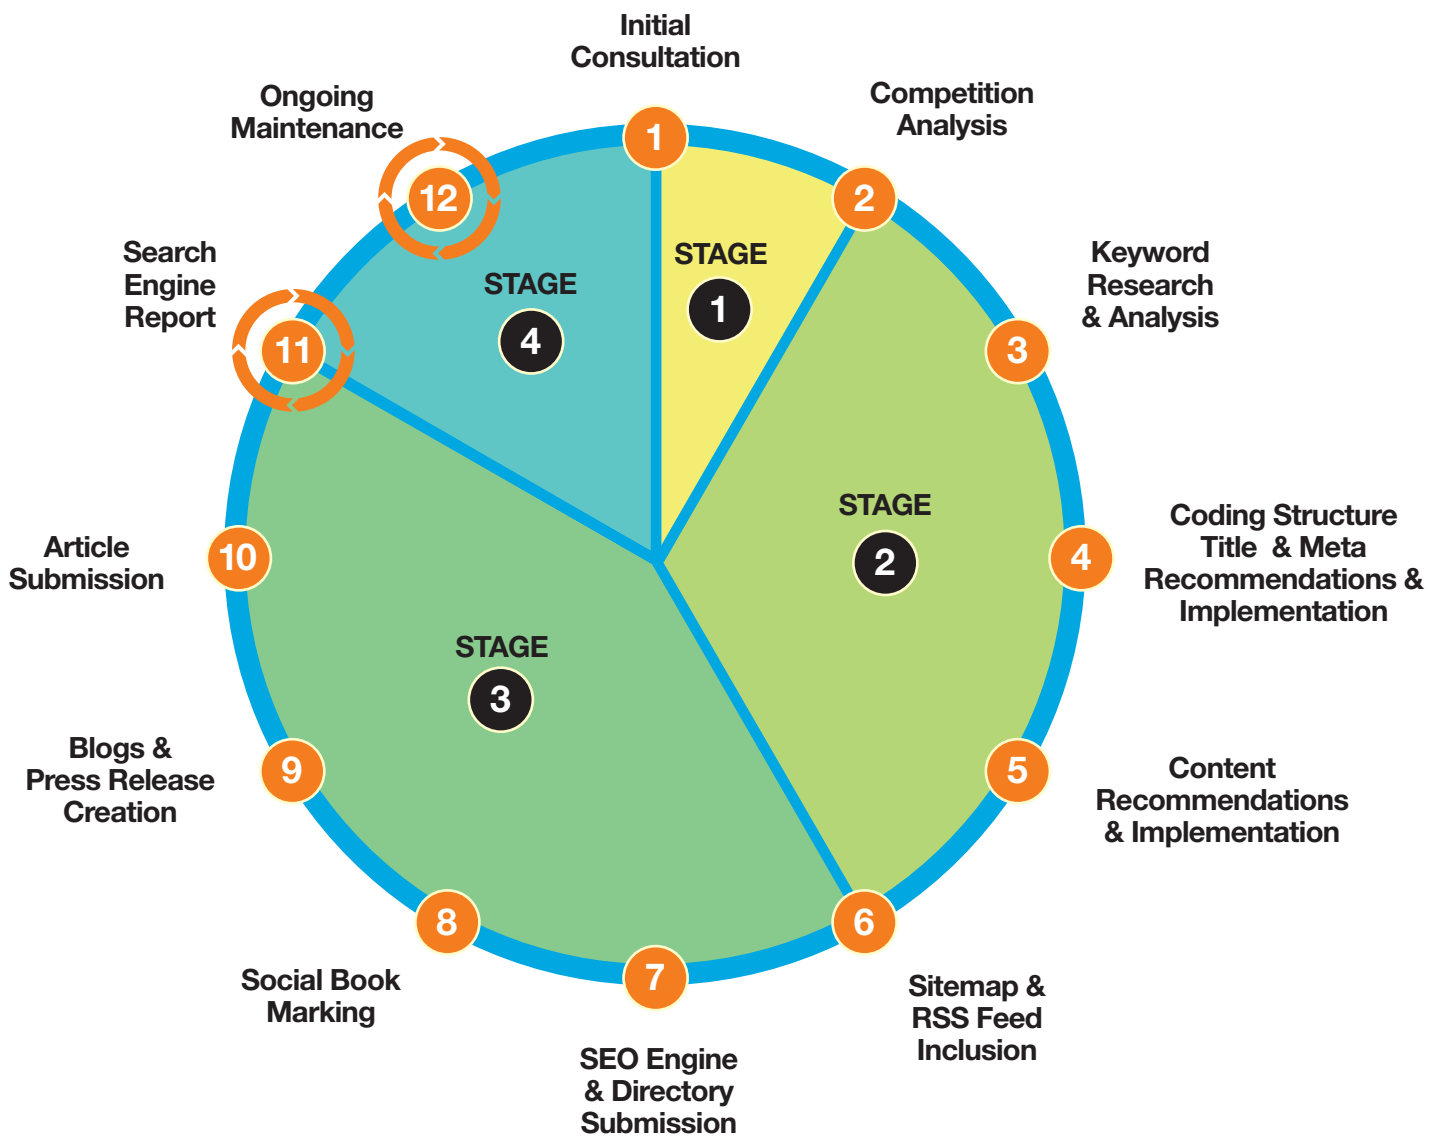 Initial
Consultation
1
Competition
Analysis
2
Keyword
Research
& Analysis
3
Coding Structure
Title & Meta
Recommendations &
Implementation
4
Content
Recommendations
& Implementation
5
Sitemap &
RSS Feed
Inclusion
6
SEO Engine
& Directory
Submission
7
Social Book
Marking
8
Blogs &
Press Release
Creation
9
Article
Submission
10
Search
Engine
Report
11
Ongoing
Maintenance
12
STAGE
1
STAGE
2
STAGE
3
STAGE
4